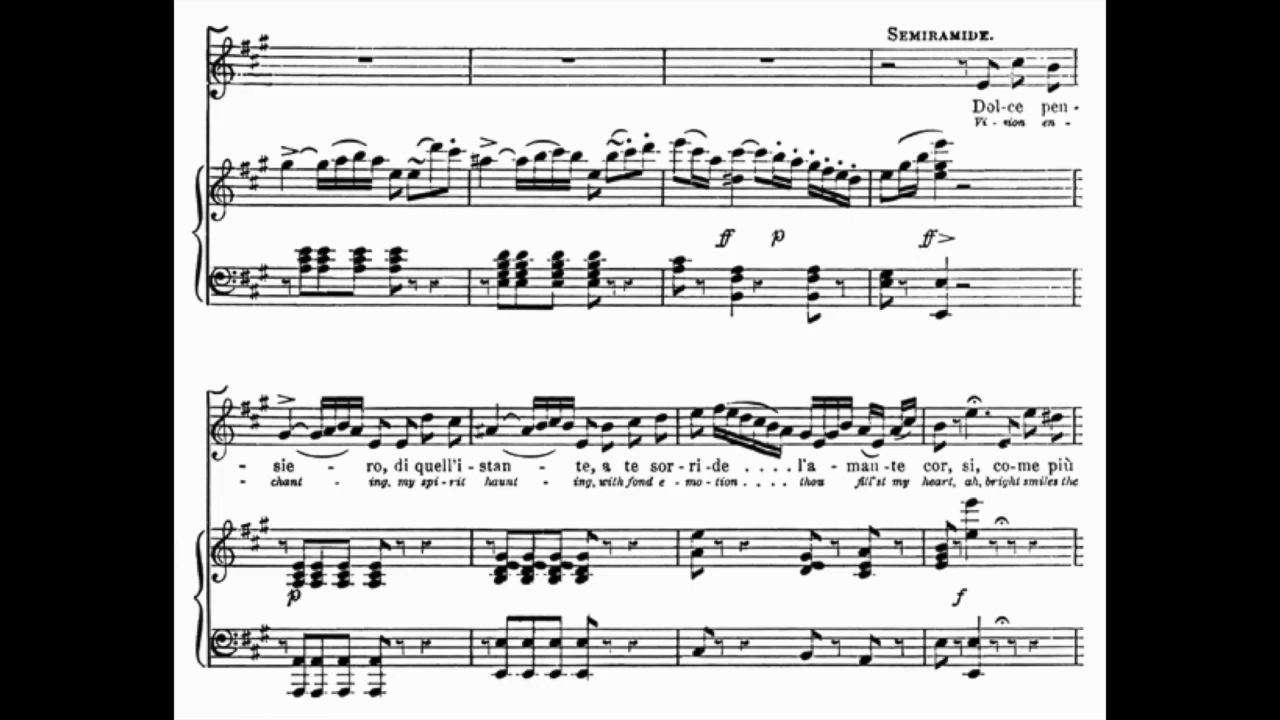 SEMIRAMIDE.
Dol-ce pen-
Vi-sion en-
ff p ff
- sie - ro, di quell'i-stan - te, a te sor-ri-de .... l'a-man-te cor, si, co-me più
- chant - ing, my spi-rit haunt - ing, with fond e-mo-tion .... thou fill'st my heart, ah, bright smiles the
p f